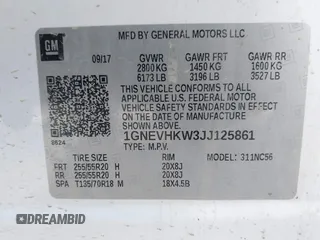 MFD BY GENERAL MOTORS LLC
GM
09/17 GVWR GAWR FRT GAWR RR
2800 KG 1450 KG 1600 KG
6173 LB 3196 LB 3527 LB
THIS VEHICLE CONFORMS TO ALL
APPLICABLE U.S. FEDERAL MOTOR
VEHICLE SAFETY STANDARDS IN EFFECT ON
THE DATE OF MANUFACTURE SHOWN ABOVE.
1GNEVHKW3JJ125861
TYPE: M.P.V. MODEL: 311NC56
TIRE SIZE RIM
FRT 255/55R20 H 20X8J
RR 255/55R20 H 20X8J
SPA T135/70R18 M 18X4.5B